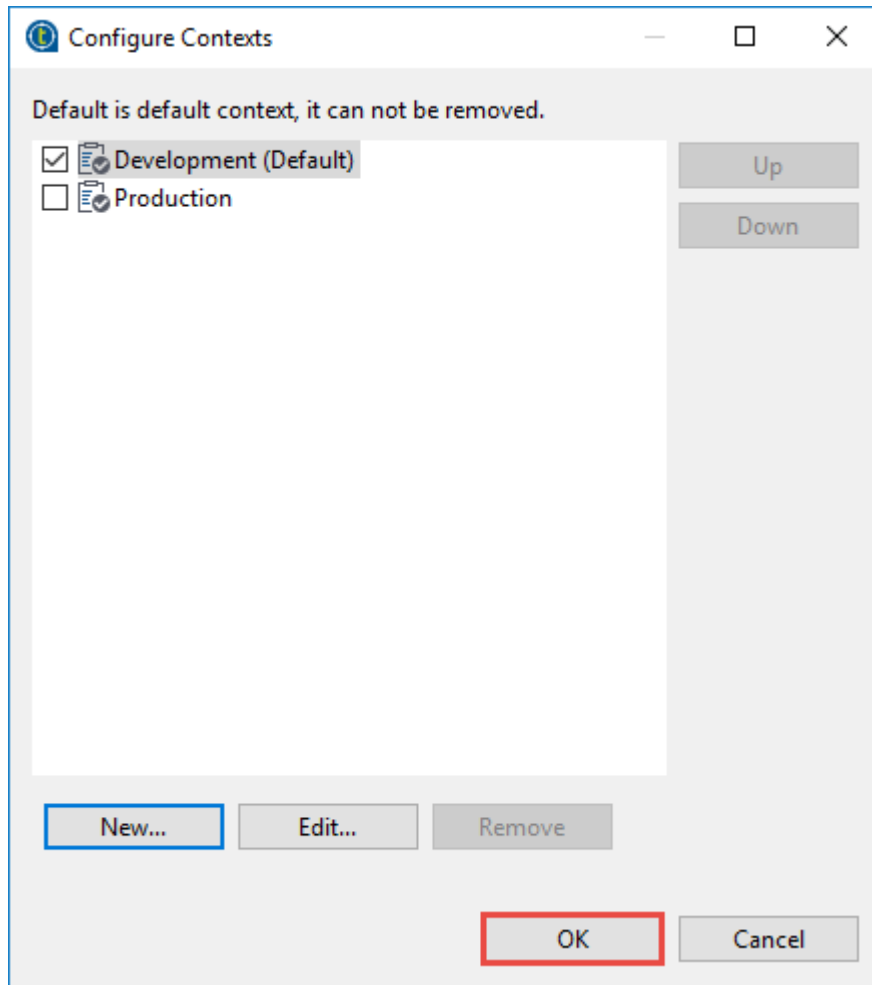 Configure Contexts
Default is default context, it can not be removed.
Development (Default)
Production
Up
Down
New...
Edit...
Remove
OK
Cancel